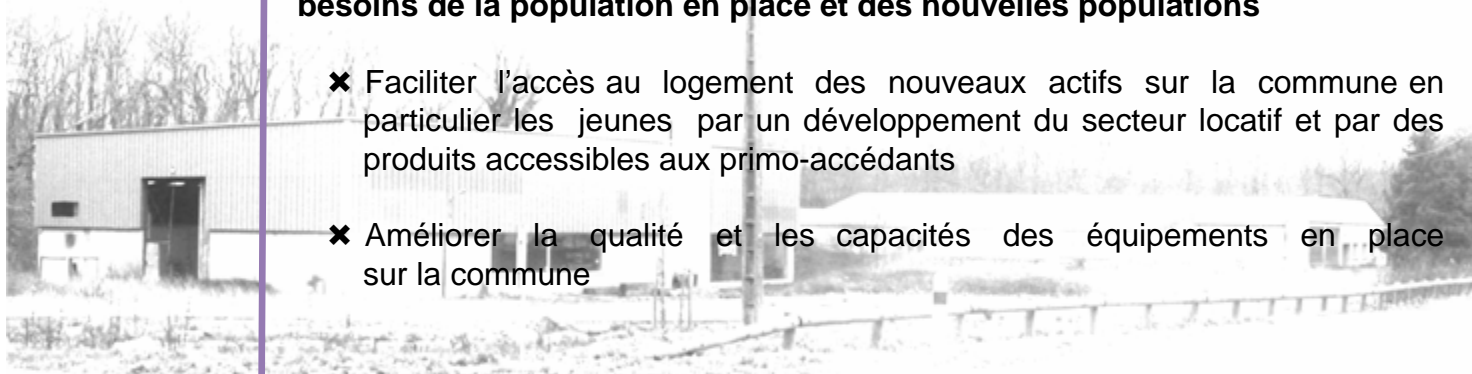 besoins de la population en place et des nouvelles populations
✖ Faciliter l’accès au logement des nouveaux actifs sur la commune en
particulier les jeunes par un développement du secteur locatif et par des
produits accessibles aux primo-accédants
✖ Améliorer la qualité et les capacités des équipements en place
sur la commune